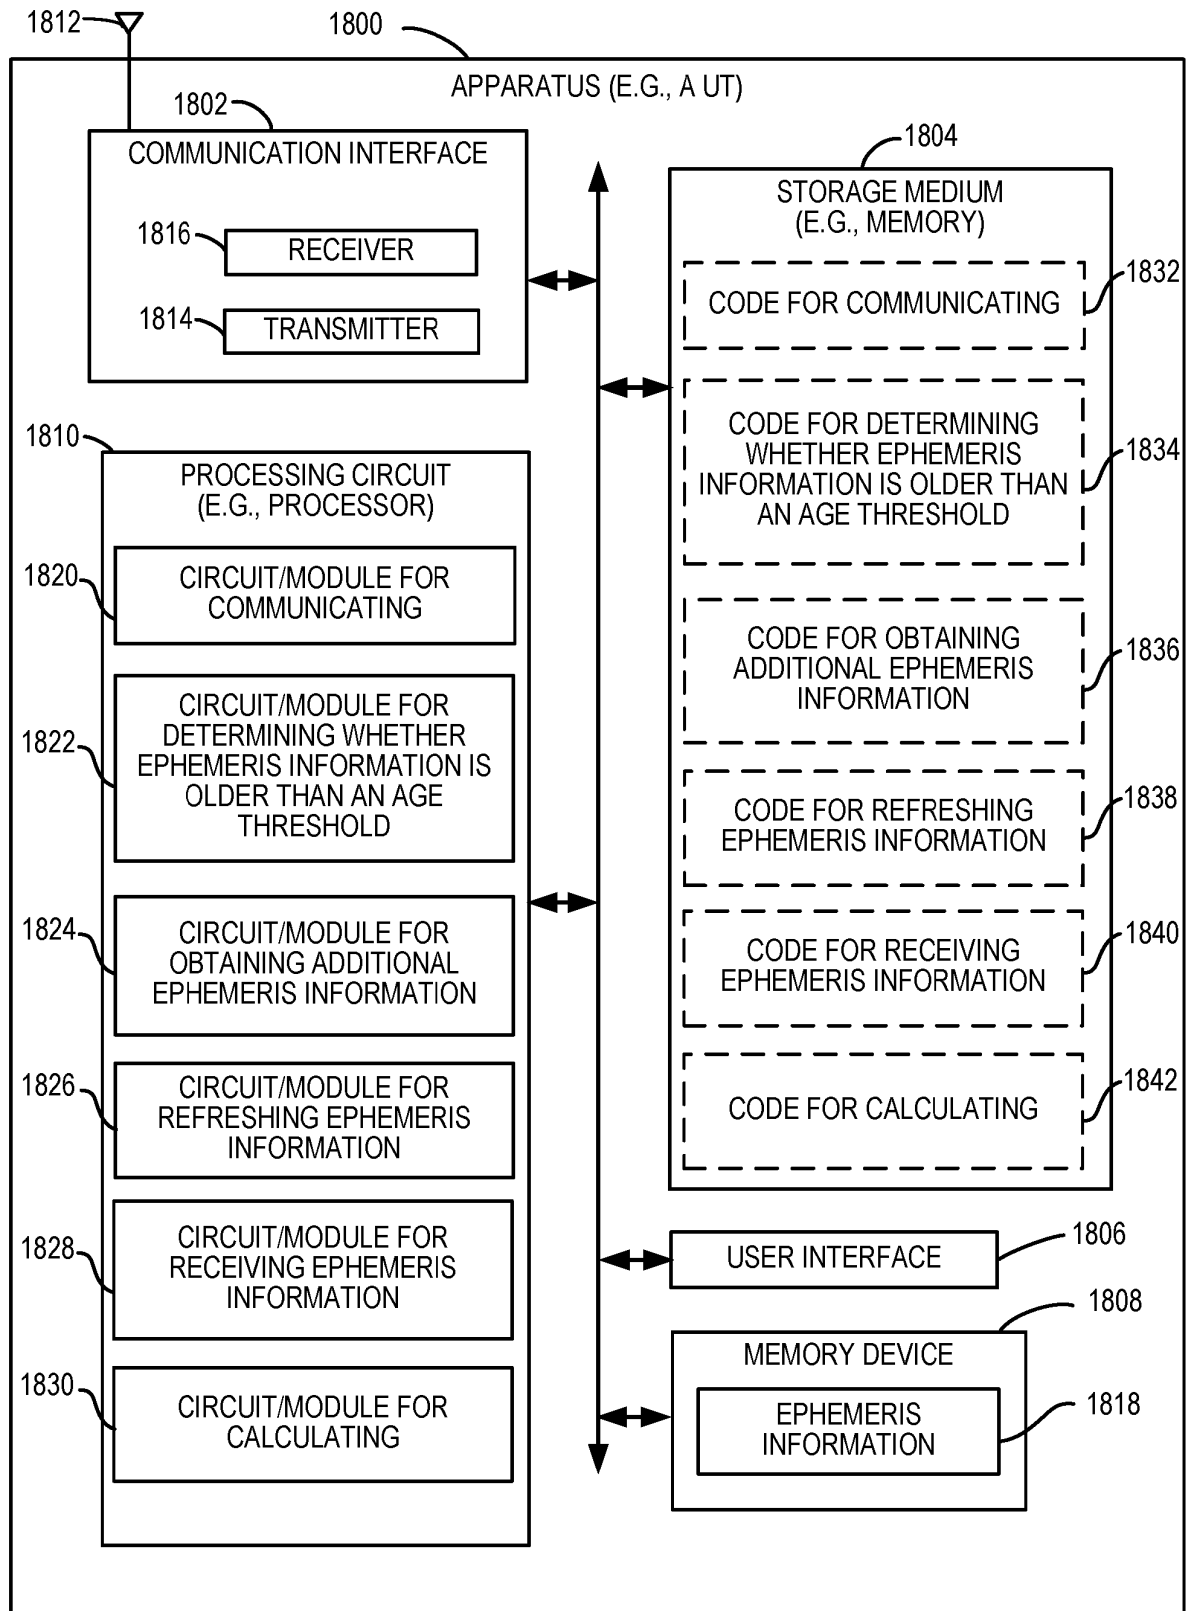 1812
1800
APPARATUS (E.G., A UT)
1802
COMMUNICATION INTERFACE
1816
RECEIVER
1814
TRANSMITTER
1810
PROCESSING CIRCUIT
(E.G., PROCESSOR)
1820
CIRCUIT/MODULE FOR
COMMUNICATING
1822
CIRCUIT/MODULE FOR
DETERMINING WHETHER
EPHEMERIS INFORMATION IS
OLDER THAN AN AGE
THRESHOLD
1824
CIRCUIT/MODULE FOR
OBTAINING ADDITIONAL
EPHEMERIS INFORMATION
1826
CIRCUIT/MODULE FOR
REFRESHING EPHEMERIS
INFORMATION
1828
CIRCUIT/MODULE FOR
RECEIVING EPHEMERIS
INFORMATION
1830
CIRCUIT/MODULE FOR
CALCULATING
1804
STORAGE MEDIUM
(E.G., MEMORY)
1832
CODE FOR COMMUNICATING
CODE FOR DETERMINING
WHETHER EPHEMERIS
INFORMATION IS OLDER THAN
AN AGE THRESHOLD
1834
CODE FOR OBTAINING
ADDITIONAL EPHEMERIS
INFORMATION
1836
CODE FOR REFRESHING
EPHEMERIS INFORMATION
1838
CODE FOR RECEIVING
EPHEMERIS INFORMATION
1840
CODE FOR CALCULATING
1842
USER INTERFACE
1806
1808
MEMORY DEVICE
EPHEMERIS
INFORMATION
1818